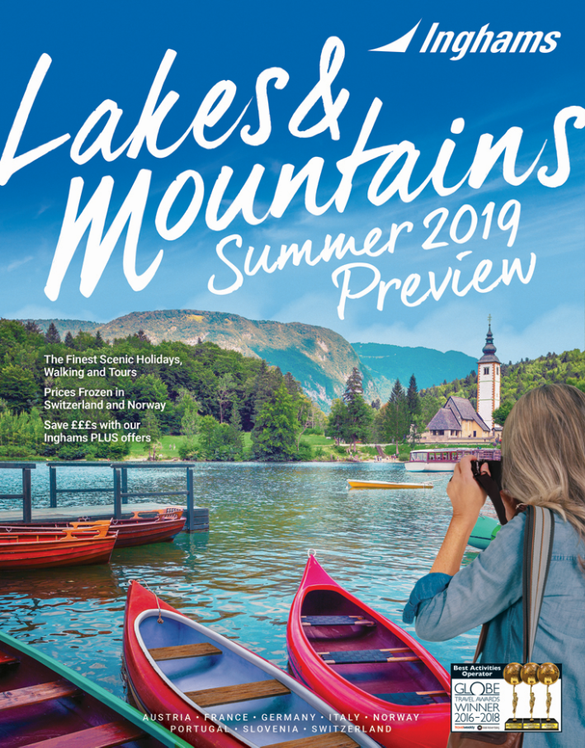 Inghams
Lakes &
Mountains
Summer 2019
Preview
The Finest Scenic Holidays,
Walking and Tours
Prices Frozen in
Switzerland and Norway
Save £££s with our
Inghams PLUS offers
Best Activities
Operator
GLOBE
TRAVEL AWARDS
WINNER
2016-2018
AUSTRIA • FRANCE • GERMANY • ITALY • NORWAY
PORTUGAL • SLOVENIA • SWITZERLAND